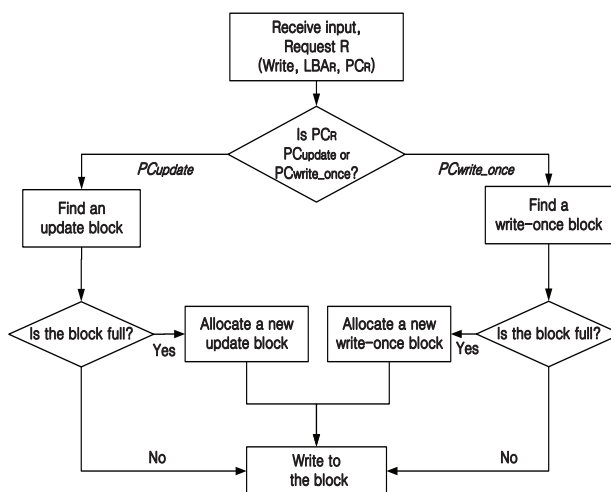 Receive input,
Request R
(Write, LBAR, PCR)
Is PCR
PCupdate or
PCwrite_once?
PCupdate
PCwrite_once
Find an
update block
Find a
write-once block
Is the block full?
Yes
Allocate a new
update block
Allocate a new
write-once block
Yes
Is the block full?
No
Write to
the block
No